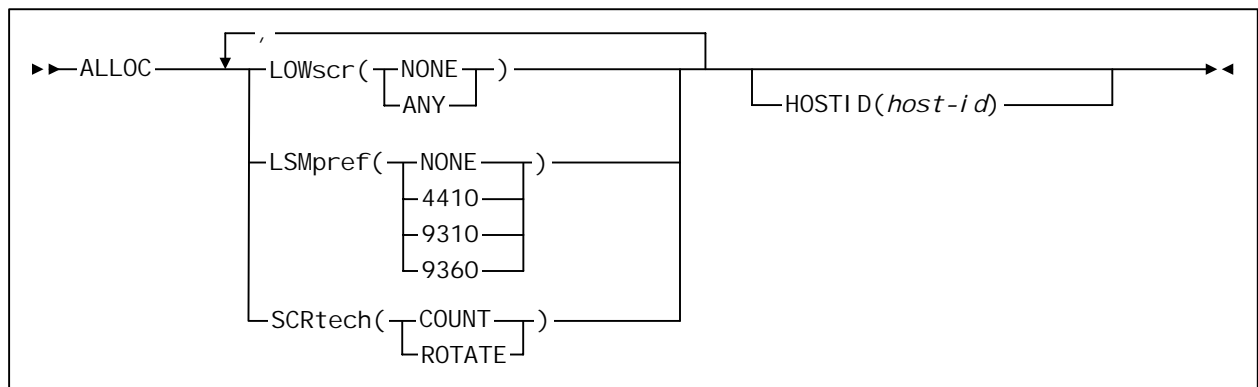 ,
ALLOC LOWscr( NONE )
ANY
HOSTID(host-id)
LSMpref( NONE )
4410
9310
9360
SCRtech( COUNT )
ROTATE